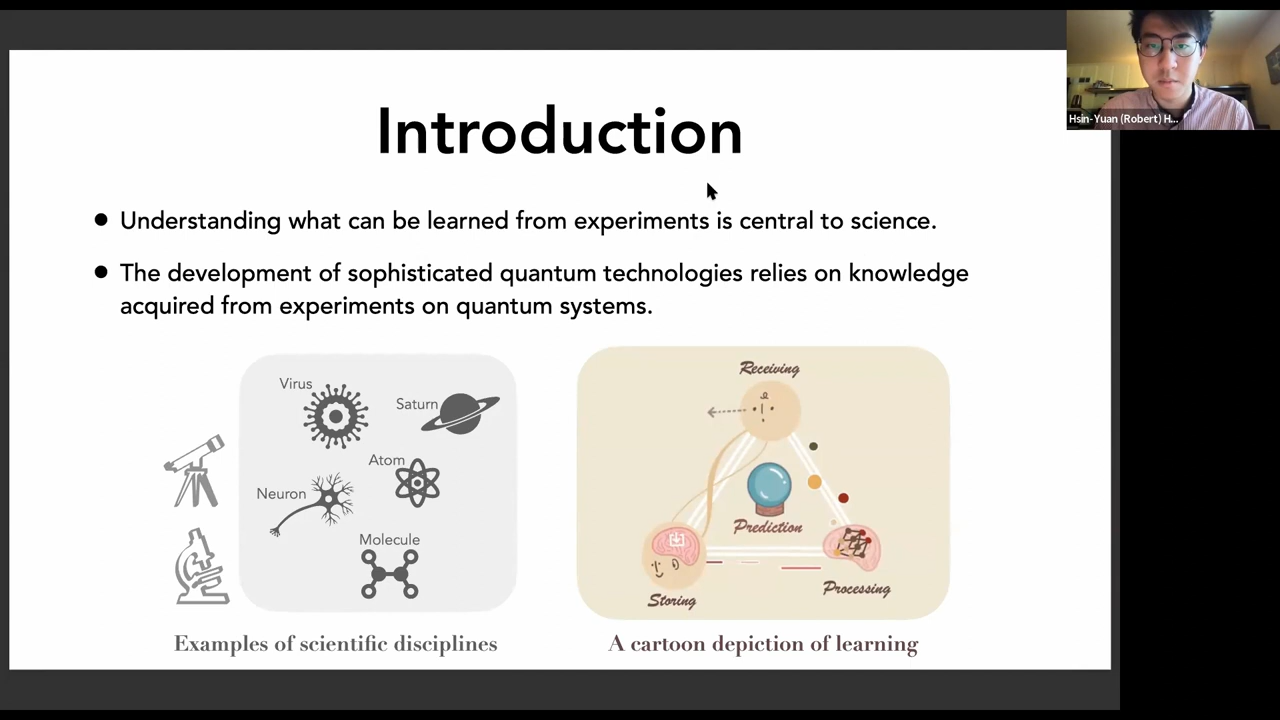 Introduction
Hsin-Yuan (Robert) H...
● Understanding what can be learned from experiments is central to science.
● The development of sophisticated quantum technologies relies on knowledge
acquired from experiments on quantum systems.
Virus
Saturn
Atom
Neuron
Molecule
Receiving
Prediction
Storing
Processing
Examples of scientific disciplines
A cartoon depiction of learning